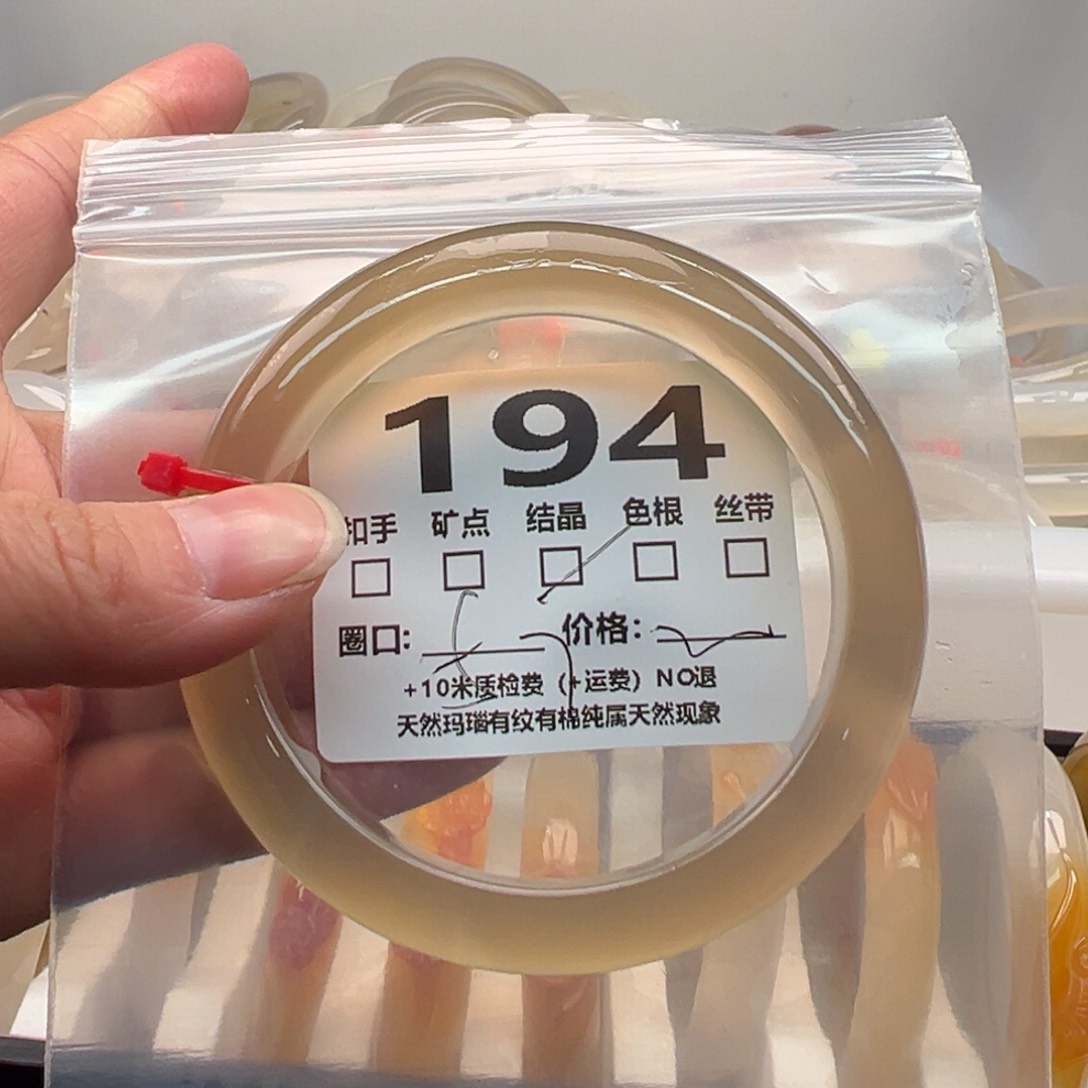 194
扣手 矿点 结晶 色根 丝带
圈口: 价格:
+10米质检费 (+运费) NO退
天然玛瑙有纹有棉纯属天然现象